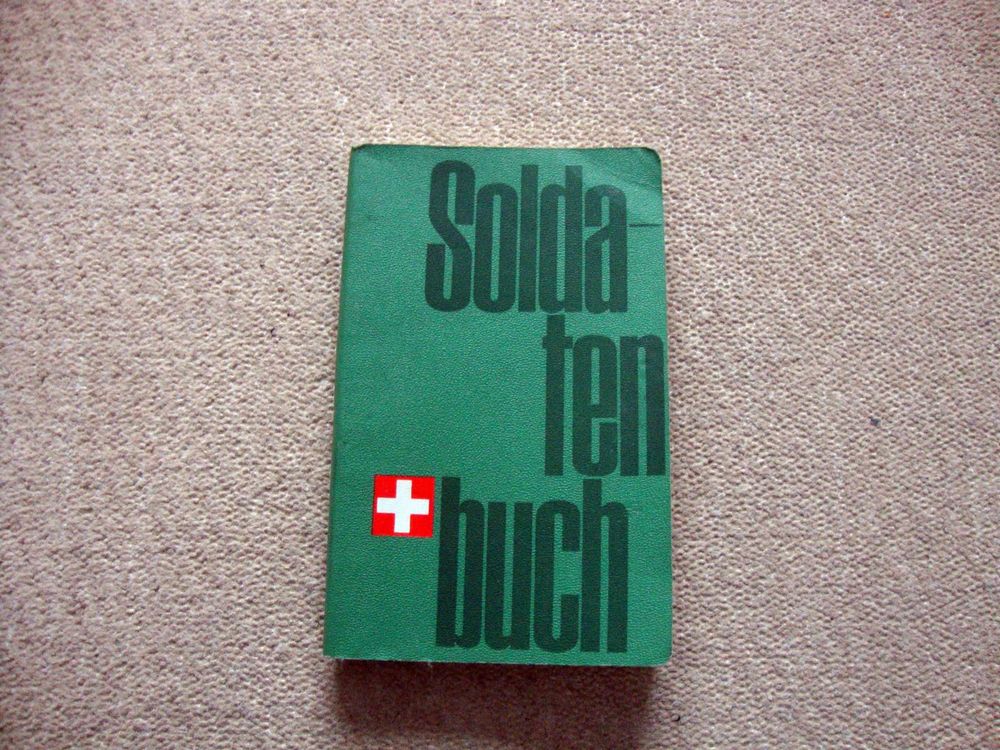 Solda-
ten
buch